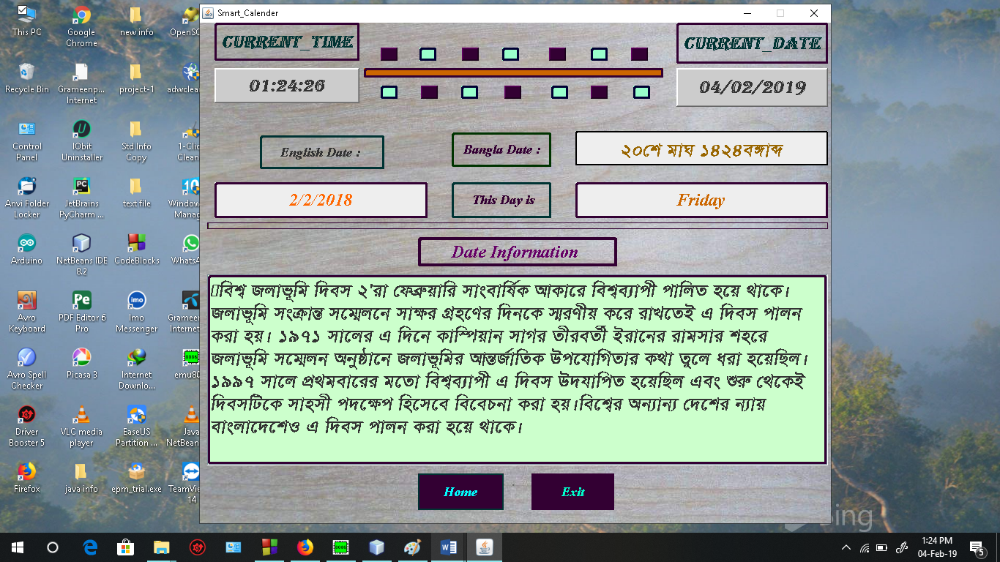 This PC
Google Chrome
new info
OpenSC
Recycle Bin
Grameenp... Internet
project-1
adwclea
Control Panel
IObit Uninstaller
Std Info Copy
1-Clic Clean
Anvi Folder Locker
JetBrains PyCharm ...
text file
Window Manag
Arduino
NetBeans IDE 8.2
CodeBlocks
WhatsA
Avro Keyboard
PDF Editor 6 Pro
Imo Messenger
Grameen Internet
Avro Spell Checker
Picasa 3
Internet Downlo...
emu80
Driver Booster 5
VLC media player
EaseUS Partition ...
Java NetBean
Firefox
java info
epm_trial.exe
TeamVie 14
Smart_Calender
CURRENT_TIME
CURRENT_DATE
01:24:26
04/02/2019
English Date :
Bangla Date :
২০শে মাঘ ১৪২৪বঙ্গাব্দ
2/2/2018
This Day is
Friday
Date Information
বিশ্ব জলাভূমি দিবস ২'রা ফেব্রুয়ারি সাংবার্ষিক আকারে বিশ্বব্যাপী পালিত হয়ে থাকে।
জলাভূমি সংক্রান্ত সম্মেলনে সাক্ষর গ্রহণের দিনকে স্মরণীয় করে রাখতেই এ দিবস পালন
করা হয়। ১৯৭১ সালের এ দিনে কাস্পিয়ান সাগর তীরবর্তী ইরানের রামসার শহরে
জলাভূমি সম্মেলন অনুষ্ঠানে জলাভূমির আন্তর্জাতিক উপযোগিতার কথা তুলে ধরা হয়েছিল।
১৯৯৭ সালে প্রথমবারের মতো বিশ্বব্যাপী এ দিবস উদযাপিত হয়েছিল এবং শুরু থেকেই
দিবসটিকে সাহসী পদক্ষেপ হিসেবে বিবেচনা করা হয়।বিশ্বের অন্যান্য দেশের ন্যায়
বাংলাদেশেও এ দিবস পালন করা হয়ে থাকে।
Home
Exit
Bing
1:24 PM
04-Feb-19
5